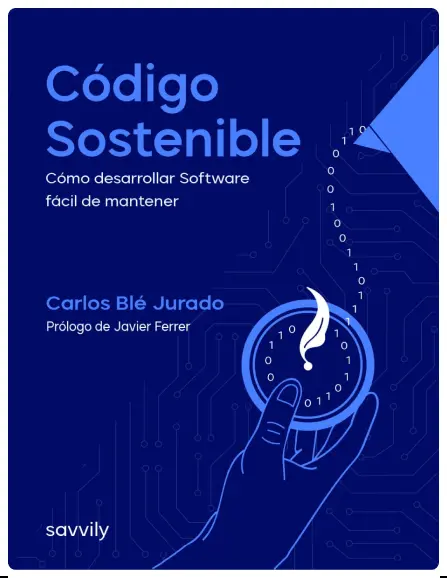 Código
Sostenible
Cómo desarrollar Software
fácil de mantener
Carlos Blé Jurado
Prólogo de Javier Ferrer
savvily